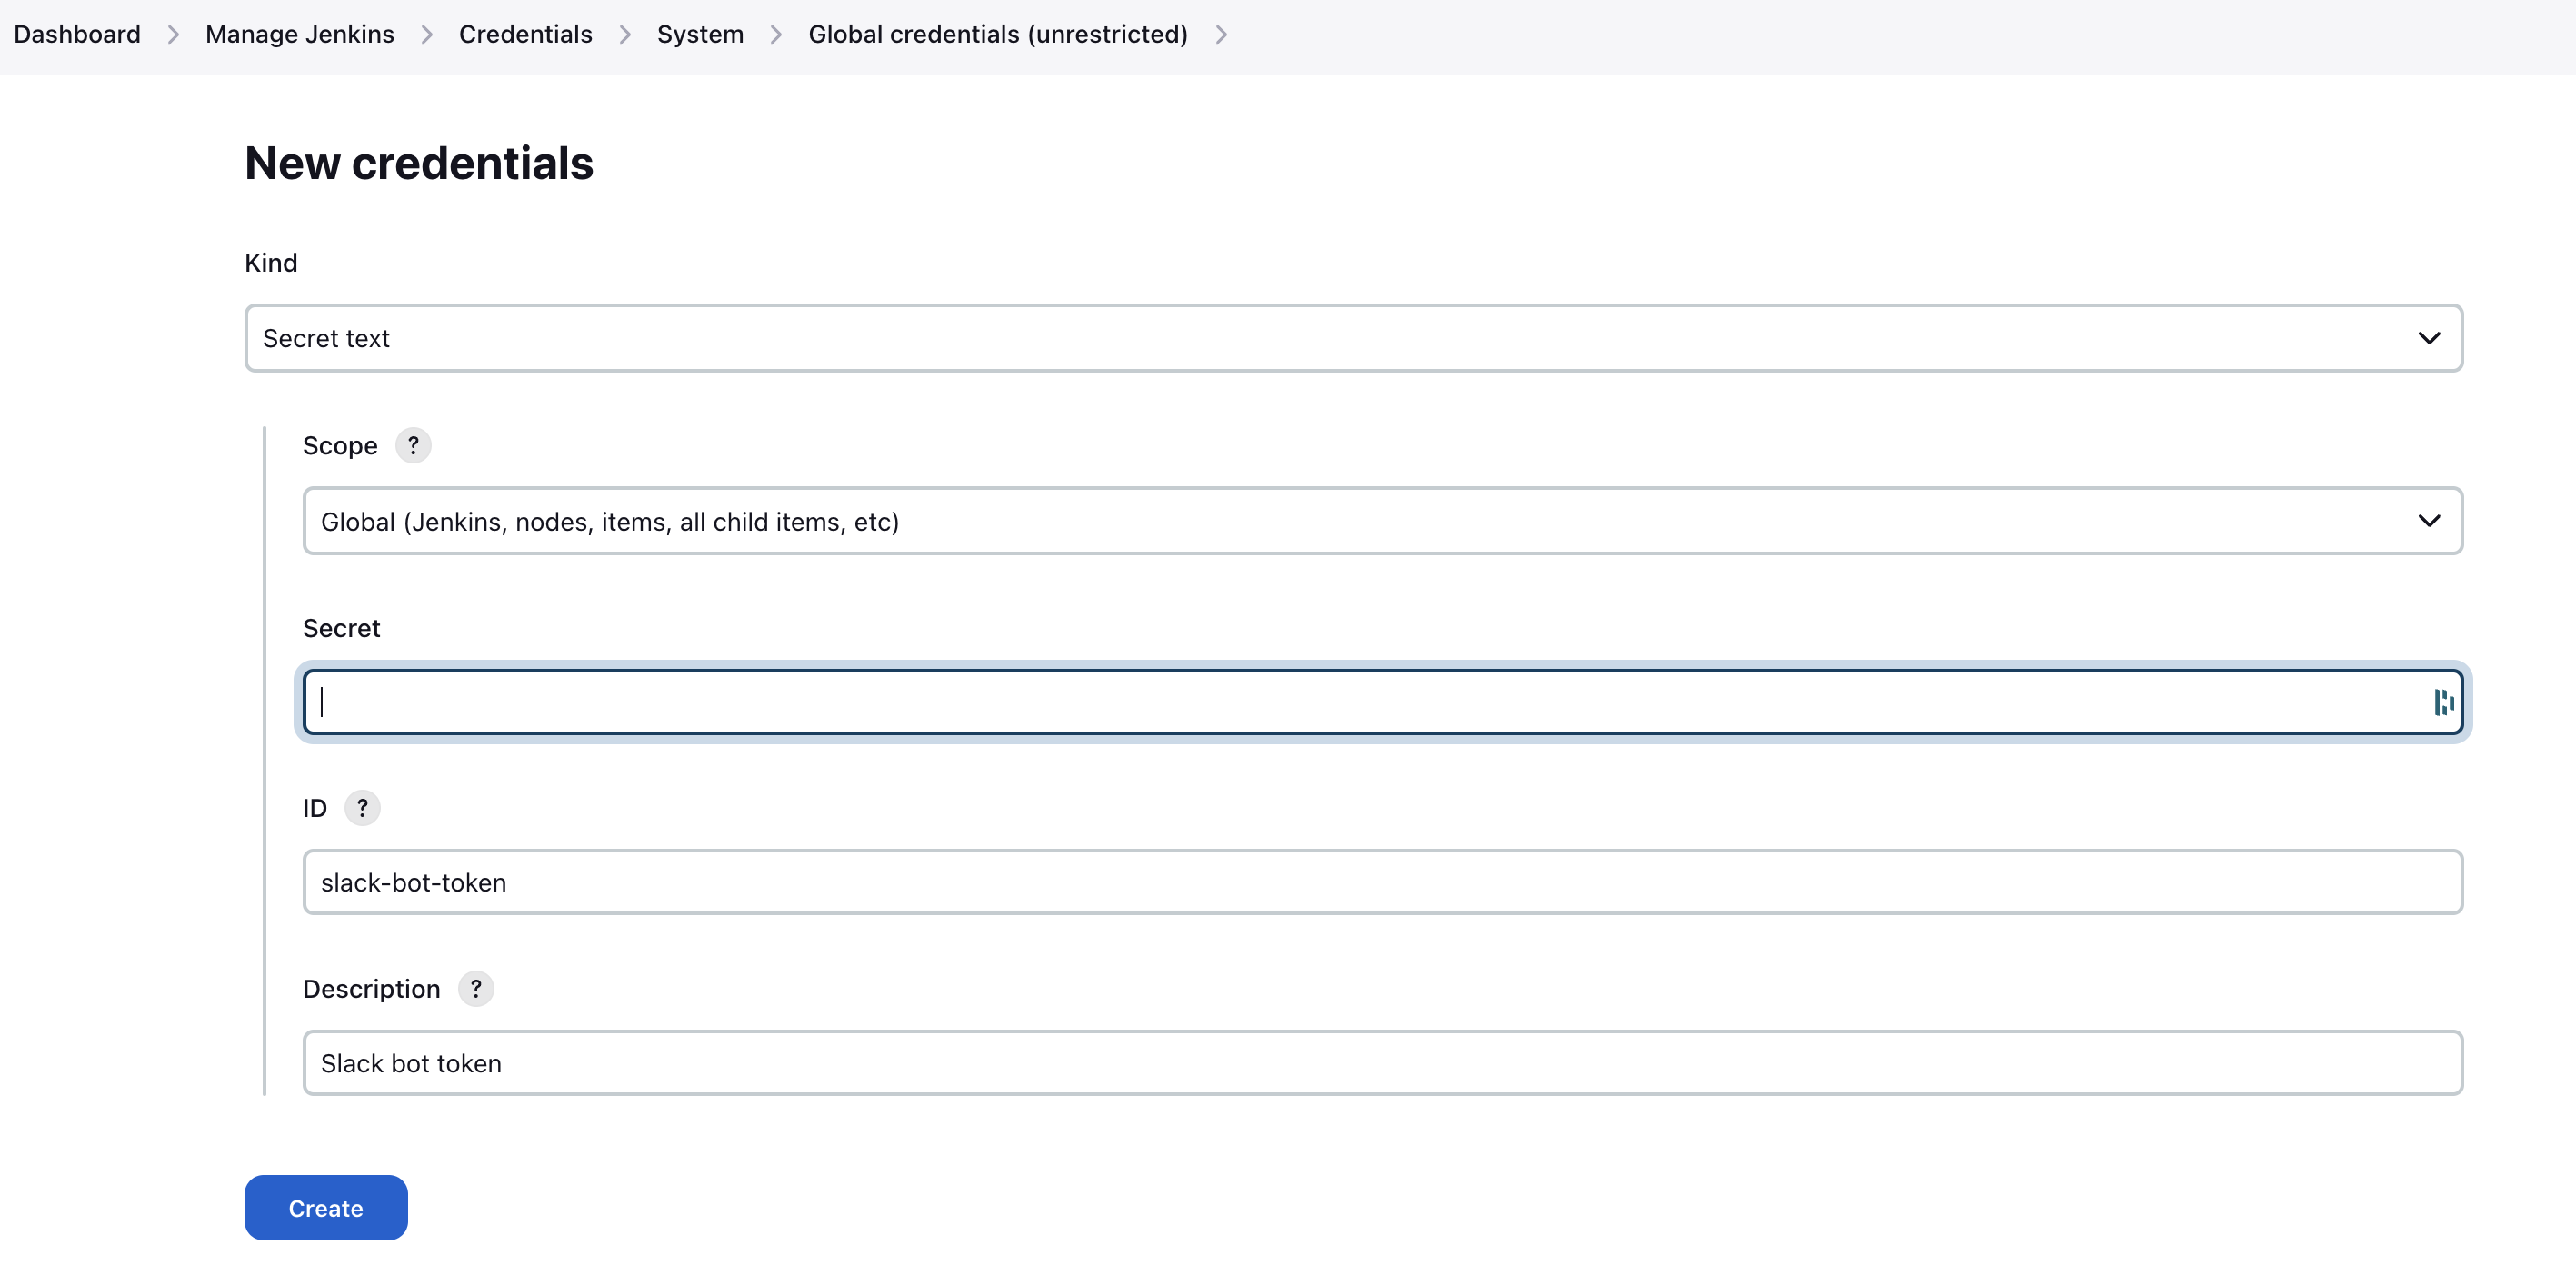 Dashboard > Manage Jenkins > Credentials > System > Global credentials (unrestricted) >
New credentials
Kind
Secret text
Scope ?
Global (Jenkins, nodes, items, all child items, etc)
Secret
ID ?
slack-bot-token
Description ?
Slack bot token
Create